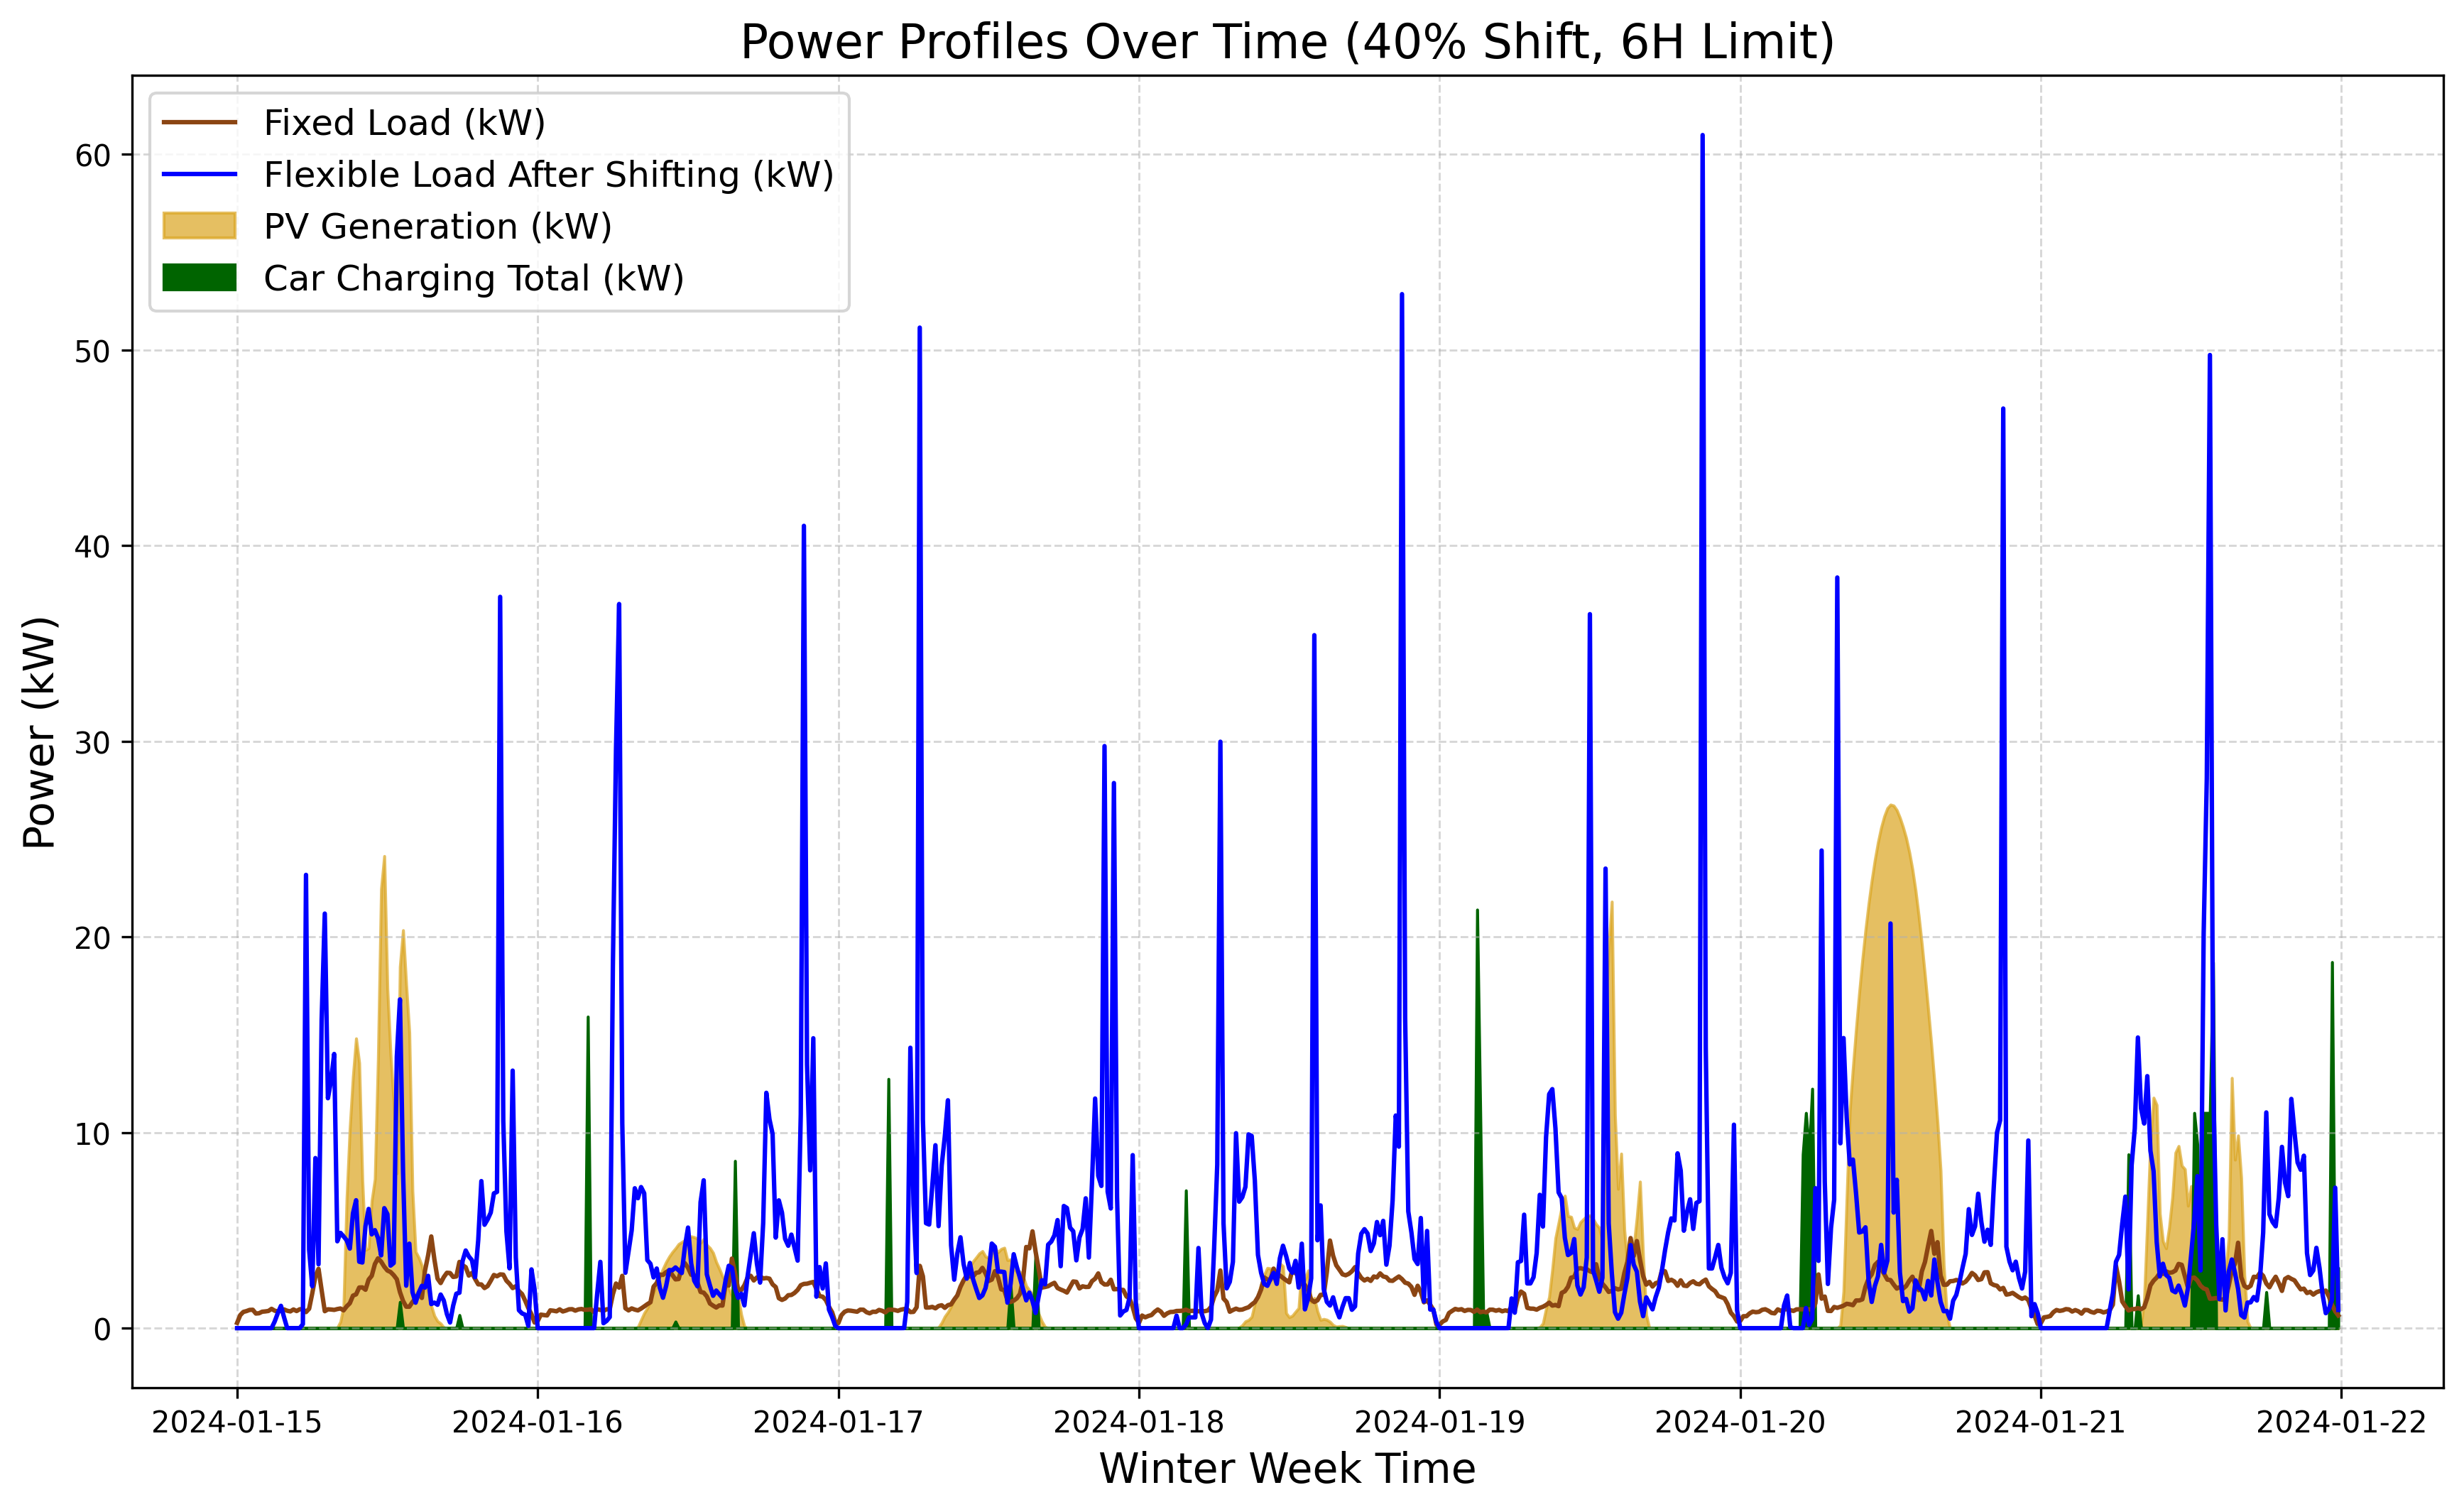 Power Profiles Over Time (40% Shift, 6H Limit)
Fixed Load (kW)
Flexible Load After Shifting (kW)
PV Generation (kW)
Car Charging Total (kW)
Power (kW)
60
50
40
30
20
10
0
2024-01-15 2024-01-16 2024-01-17 2024-01-18 2024-01-19 2024-01-20 2024-01-21 2024-01-22
Winter Week Time